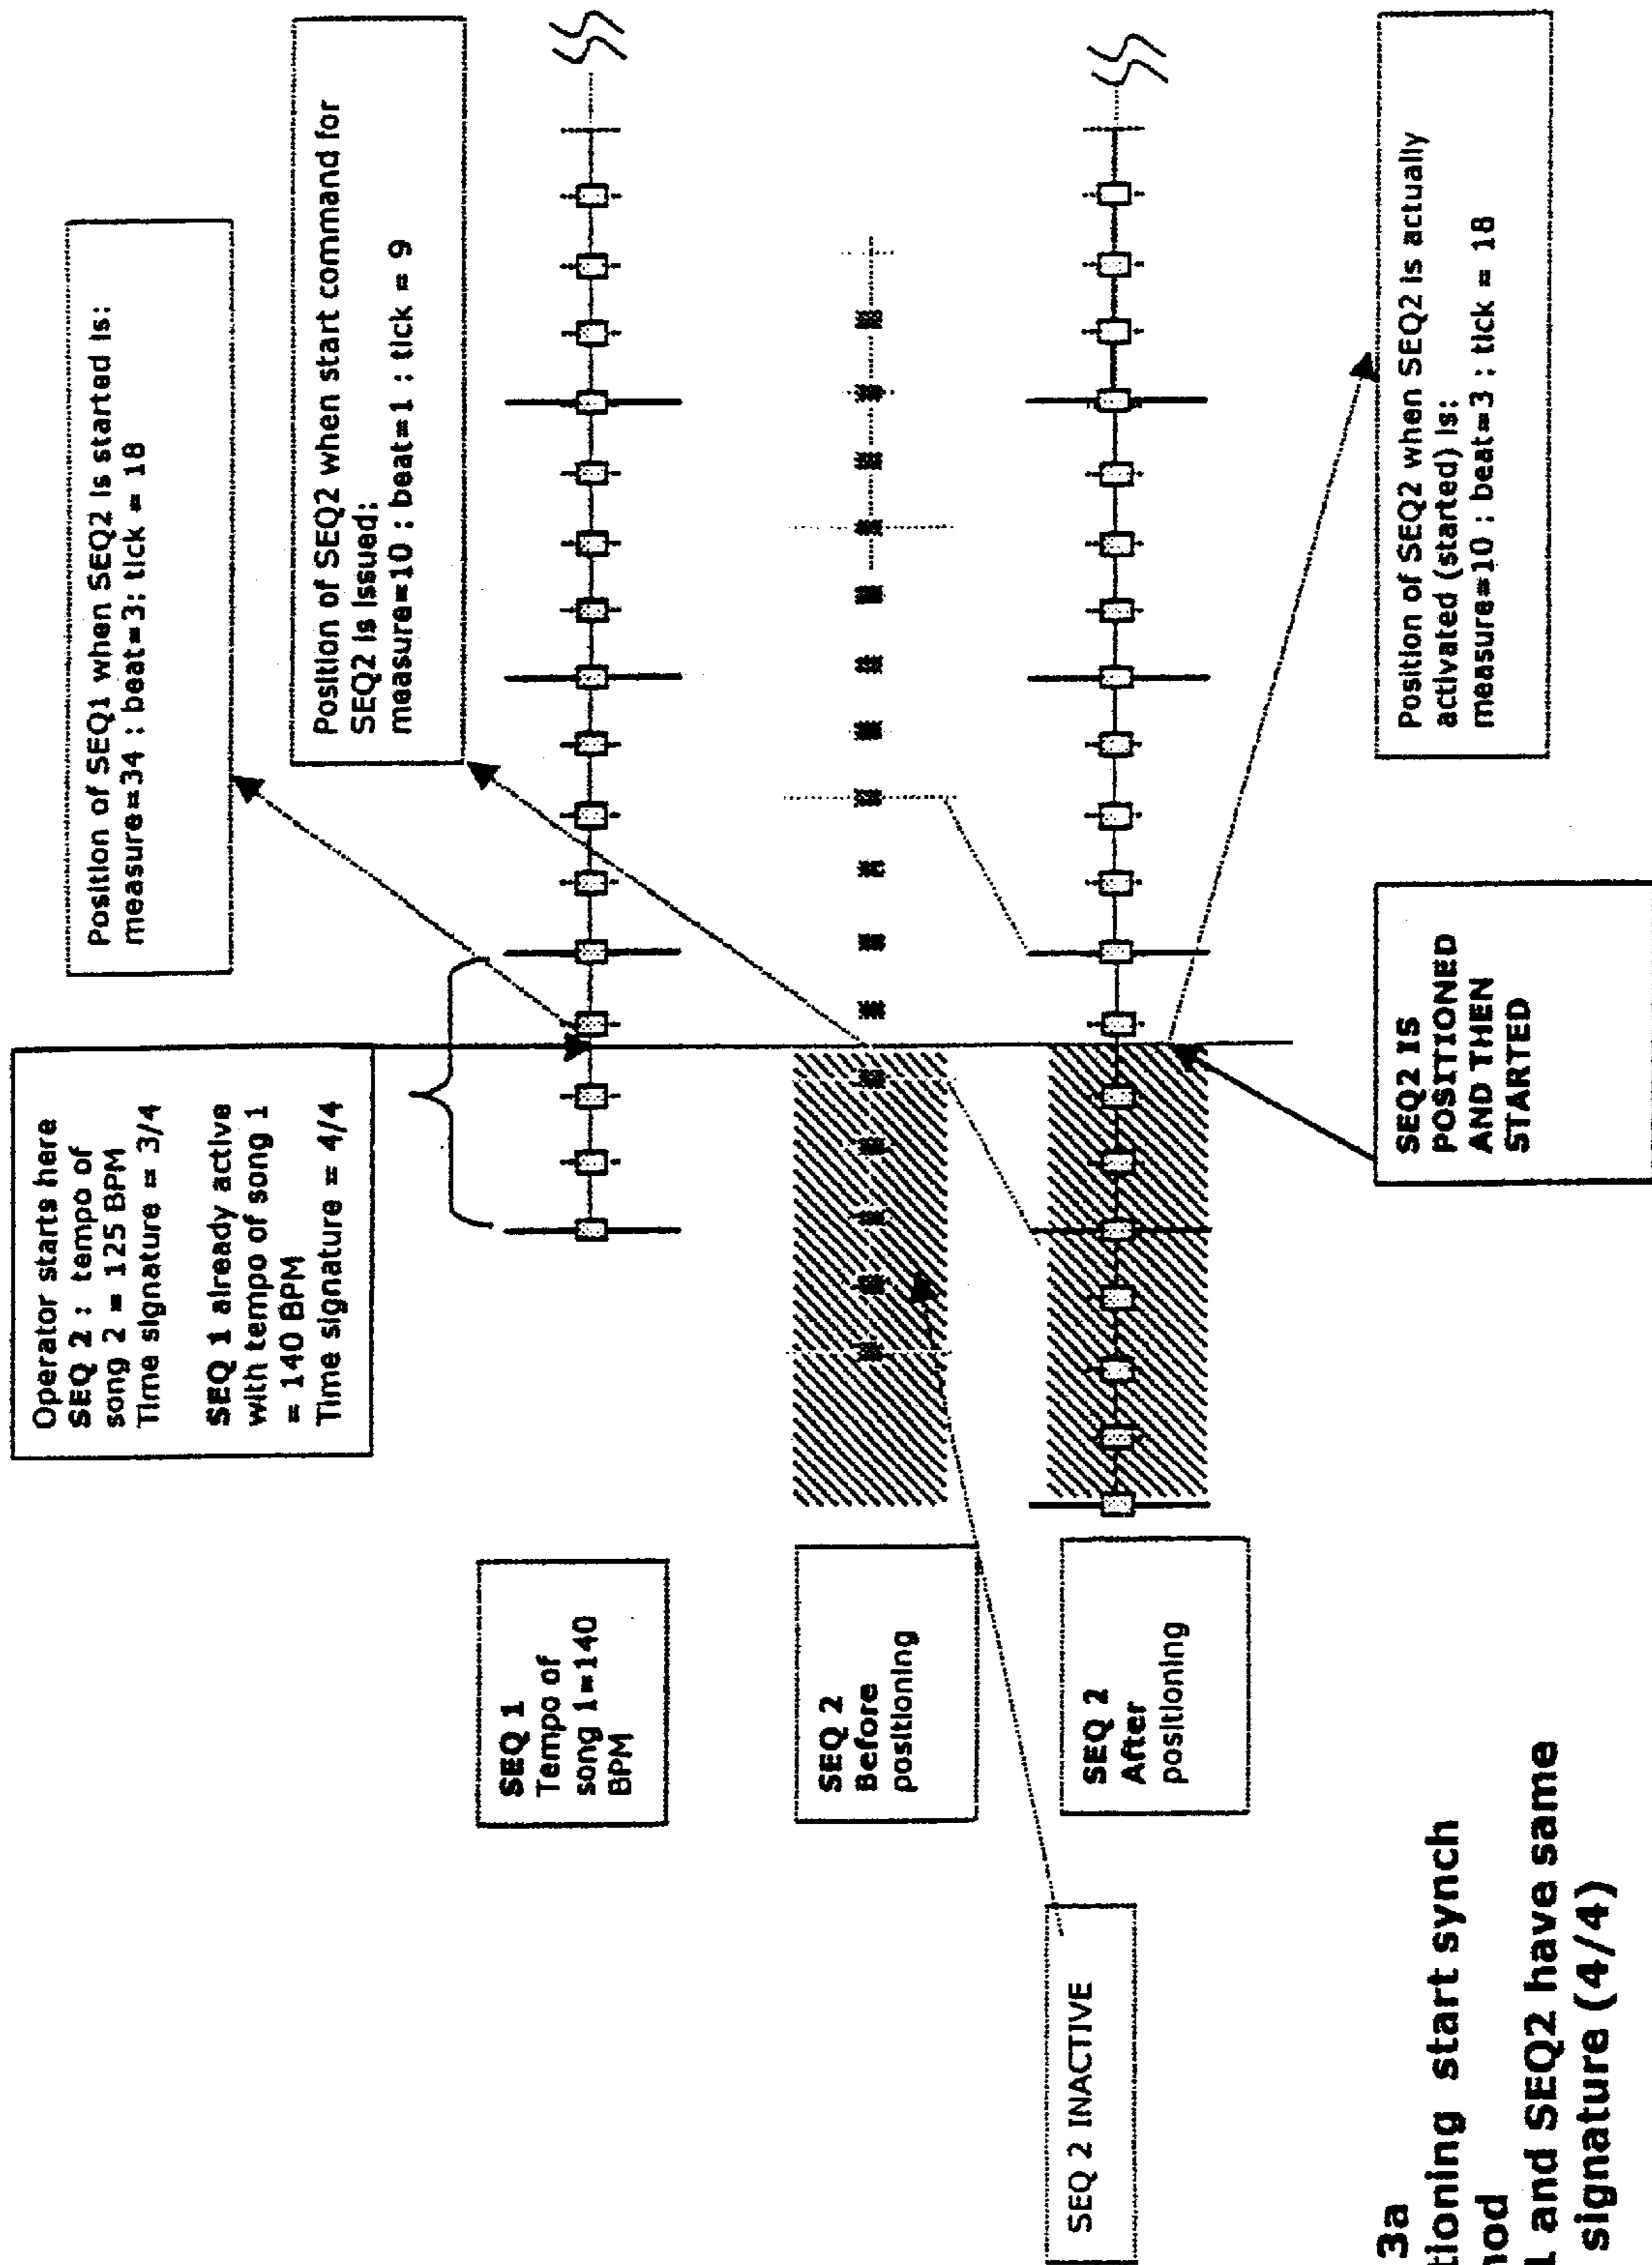 Operator starts here
SEQ 2 : tempo of
song 2 = 125 BPM
Time signature = 3/4
SEQ 1 already active
with tempo of song 1
= 140 BPM
Time signature = 4/4
Position of SEQ1 when SEQ2 is started is:
measure=34 : beat=3: tick = 18
Position of SEQ2 when start command for
SEQ2 is issued:
measure=10 : beat=1 : tick = 9
SEQ 1
Tempo of
song 1=140
BPM
SEQ 2
Before
positioning
SEQ 2
After
positioning
SEQ 2 INACTIVE
SEQ2 IS
POSITIONED
AND THEN
STARTED
Position of SEQ2 when SEQ2 is actually
activated (started) is:
measure=10 : beat=3 : tick = 18
3a
tioning start synch
nod
and SEQ2 have same
signature (4/4)